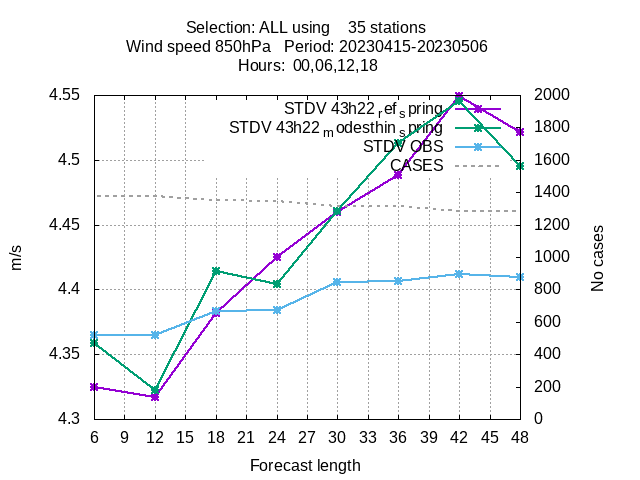 Selection: ALL using    35 stations
Wind speed 850hPa   Period: 20230415-20230506
Hours:  00,06,12,18
STDV 43h22_ref_spring
STDV 43h22_modesthin_spring
STDV OBS
CASES
4.55
4.5
4.45
4.4
4.35
4.3
2000
1800
1600
1400
1200
1000
800
600
400
200
0
m/s
No cases
6 9 12 15 18 21 24 27 30 33 36 39 42 45 48
Forecast length